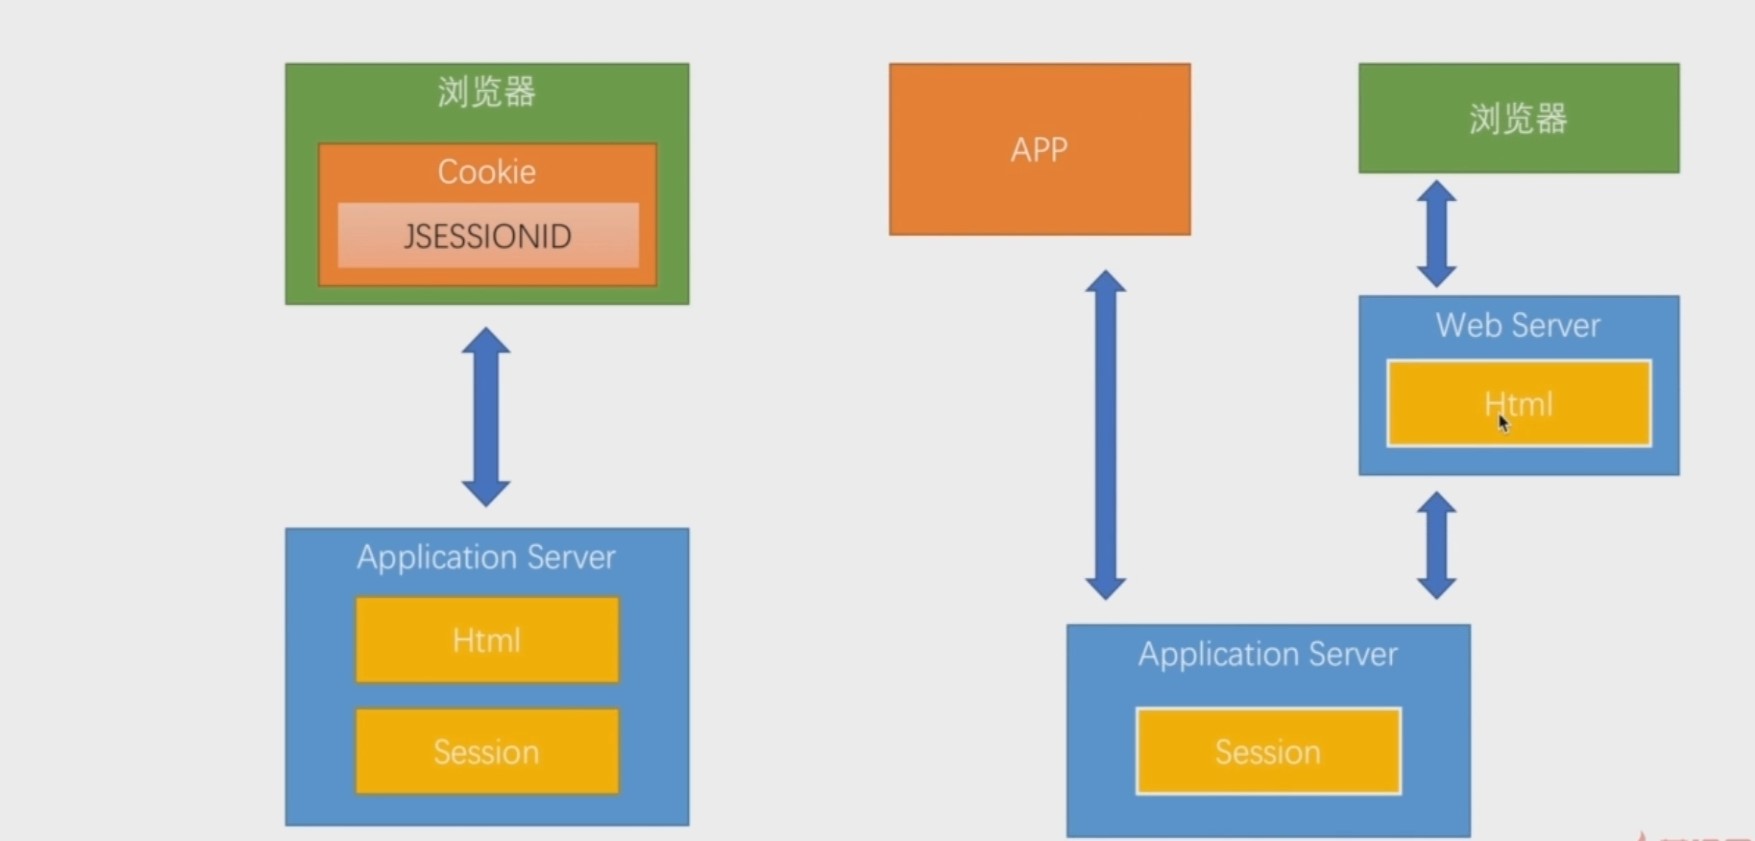 浏览器
Cookie
JSESSIONID
Application Server
Html
Session
APP
浏览器
Web Server
Html
Application Server
Session